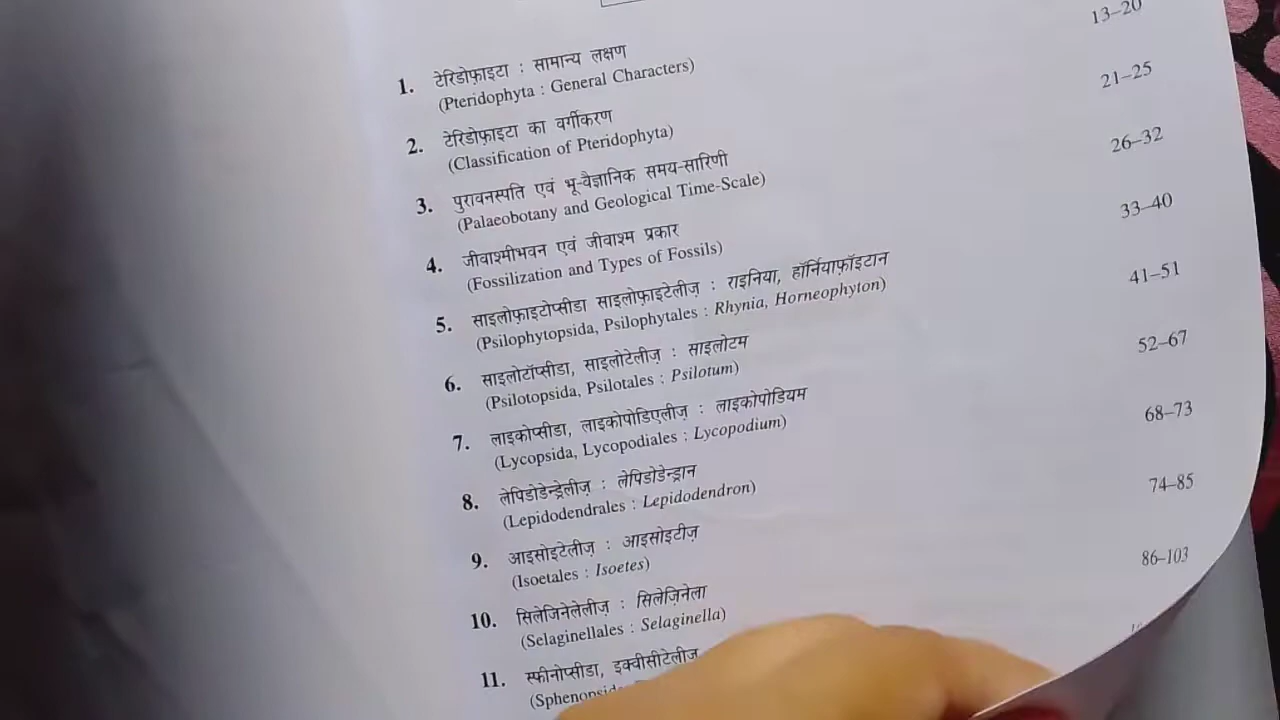 1. टेरिडोफ़ाइटा : सामान्य लक्षण 13–20
(Pteridophyta : General Characters)
2. टेरिडोफ़ाइटा का वर्गीकरण 21–25
(Classification of Pteridophyta)
3. पुरावनस्पति एवं भू-वैज्ञानिक समय-सारिणी 26–32
(Palaeobotany and Geological Time-Scale)
4. जीवाश्मीभवन एवं जीवाश्म प्रकार 33–40
(Fossilization and Types of Fossils)
5. साइलोफ़ाइटोप्सीडा साइलोफ़ाइटेलीज़ : राइनिया, हॉर्नियाफ़ॉइटान 41–51
(Psilophytopsida, Psilophytales : Rhynia, Horneophyton)
6. साइलोटॉप्सीडा, साइलोटेलीज़ : साइलोटम 52–67
(Psilotopsida, Psilotales : Psilotum)
7. लाइकोप्सीडा, लाइकोपोडिएलीज़ : लाइकोपोडियम 68–73
(Lycopsida, Lycopodiales : Lycopodium)
8. लेपिडोडेन्ड्रेलीज़ : लेपिडोडेन्ड्रान 74–85
(Lepidodendrales : Lepidodendron)
9. आइसोइटेलीज़ : आइसोइटीज़ 86–103
(Isoetales : Isoetes)
10. सिलेजिनेलेलीज़ : सिलेज़िनेला
(Selaginellales : Selaginella)
11. स्फीनोप्सीडा, इक्वीसीटेलीज़